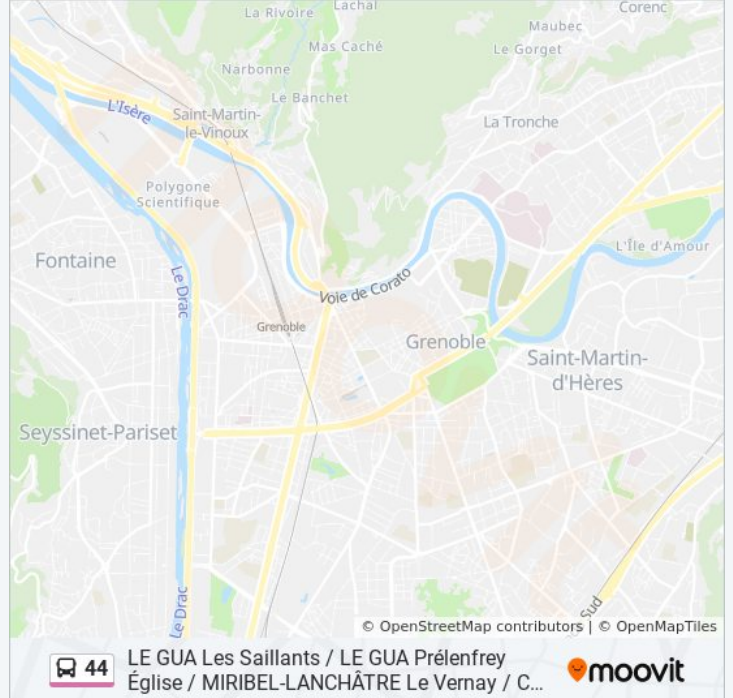 La Rivoire
Lachal
Corenc
Maubec
Mas Caché
Le Gorget
Narbonne
Le Banchet
L'Isère
Saint-Martin-
le-Vinoux
La Tronche
Polygone
Scientifique
L'Île d'Amour
Fontaine
Le Drac
Voie de Corato
Grenoble
Grenoble
Saint-Martin-
d'Hères
Seyssinet-Pariset
Le Drac
Sud
© OpenStreetMap contributors | © OpenMapTiles
44
LE GUA Les Saillants / LE GUA Prélenfrey
Église / MIRIBEL-LANCHÂTRE Le Vernay / C...
moovit